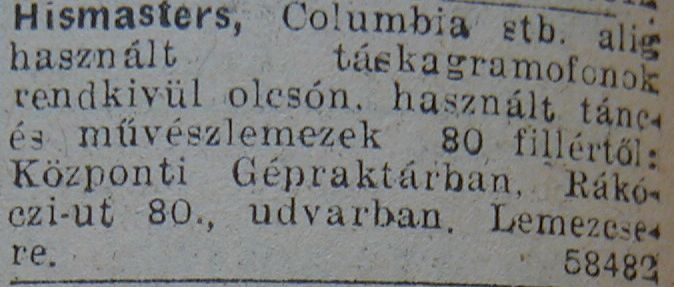 Hismasters, Columbia stb. alig
használt táskagramofonok
rendkivül olcsón, használt tánc-
és művészlemezek 80 fillértől:
Központi Gépraktárban, Rákó-
czi-ut 80., udvarban. Lemezcse-
re. 58482